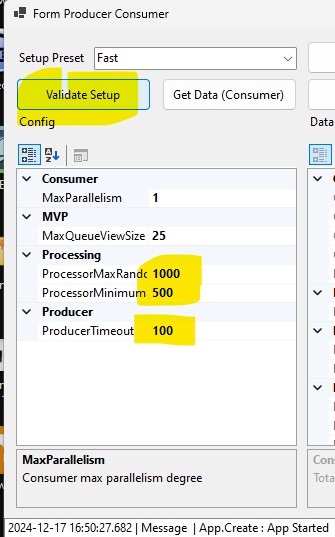 Form Producer Consumer
Setup Preset Fast
Validate Setup Get Data (Consumer)
Config Data
Consumer
MaxParallelism 1
MVP
MaxQueueViewSize 25
Processing
ProcessorMaxRando 1000
ProcessorMinimum 500
Producer
ProducerTimeout 100
MaxParallelism
Consumer max parallelism degree
Cons
Tota
2024-12-17 16:50:27.682 | Message | App.Create : App Started